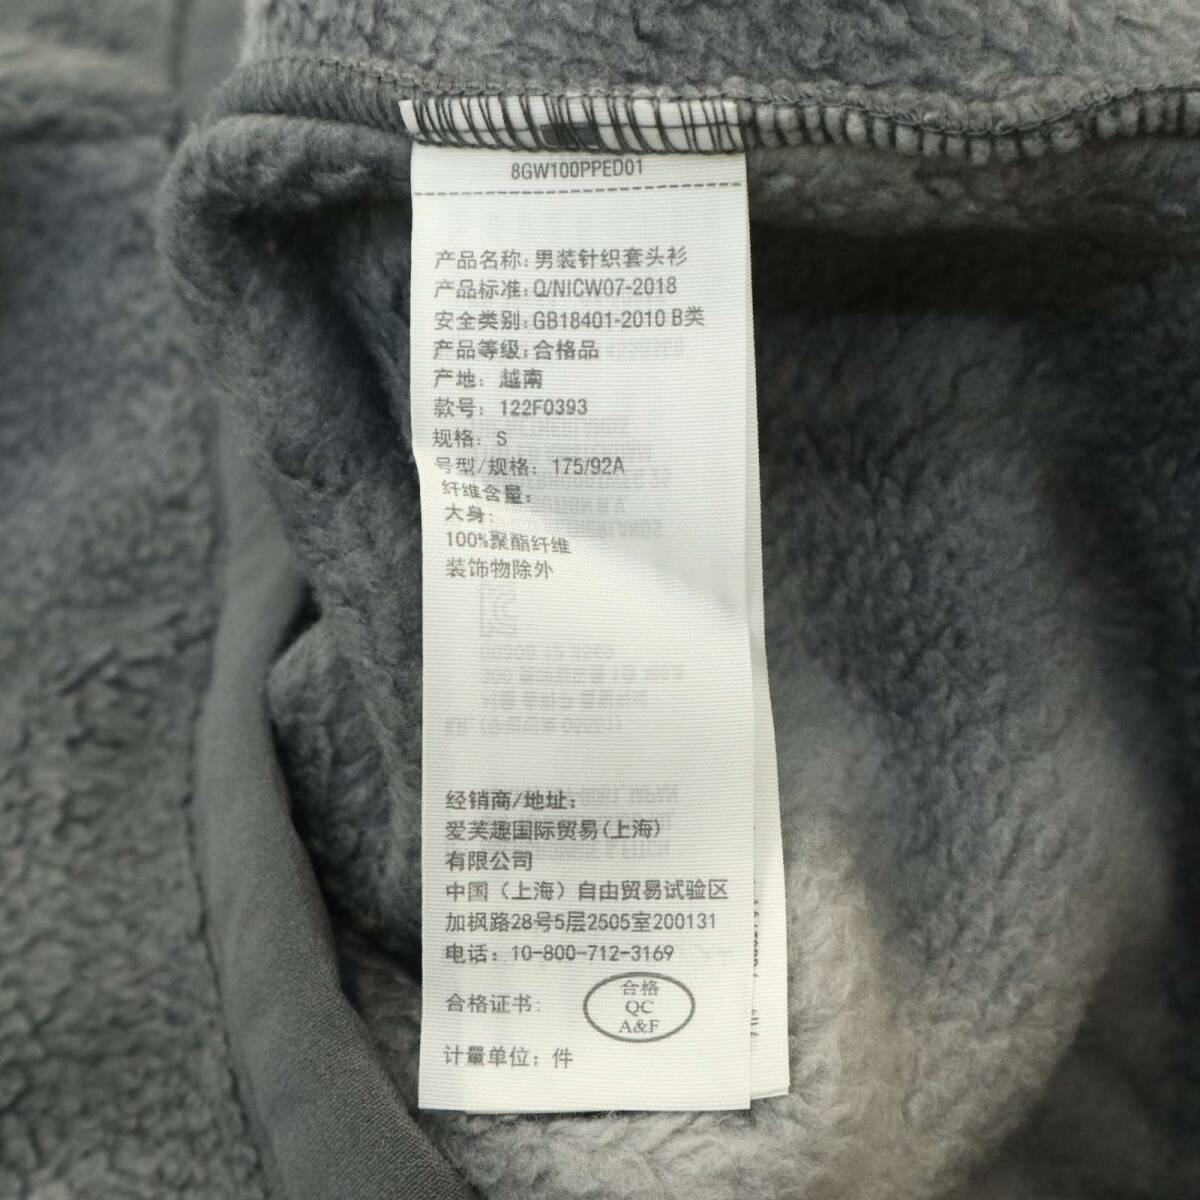 8GW100PPED01
产品名称: 男装针织套头衫
产品标准: Q/NICW07-2018
安全类别: GB18401-2010 B类
产品等级: 合格品
产地: 越南
款号: 122F0393
规格: S
号型/规格: 175/92A
纤维含量:
大身:
100%聚酯纤维
装饰物除外
经销商/地址:
爱芙趣国际贸易(上海)
有限公司
中国（上海）自由贸易试验区
加枫路28号5层2505室200131
电话: 10-800-712-3169
合格证书:
合格
QC
A&F
计量单位: 件